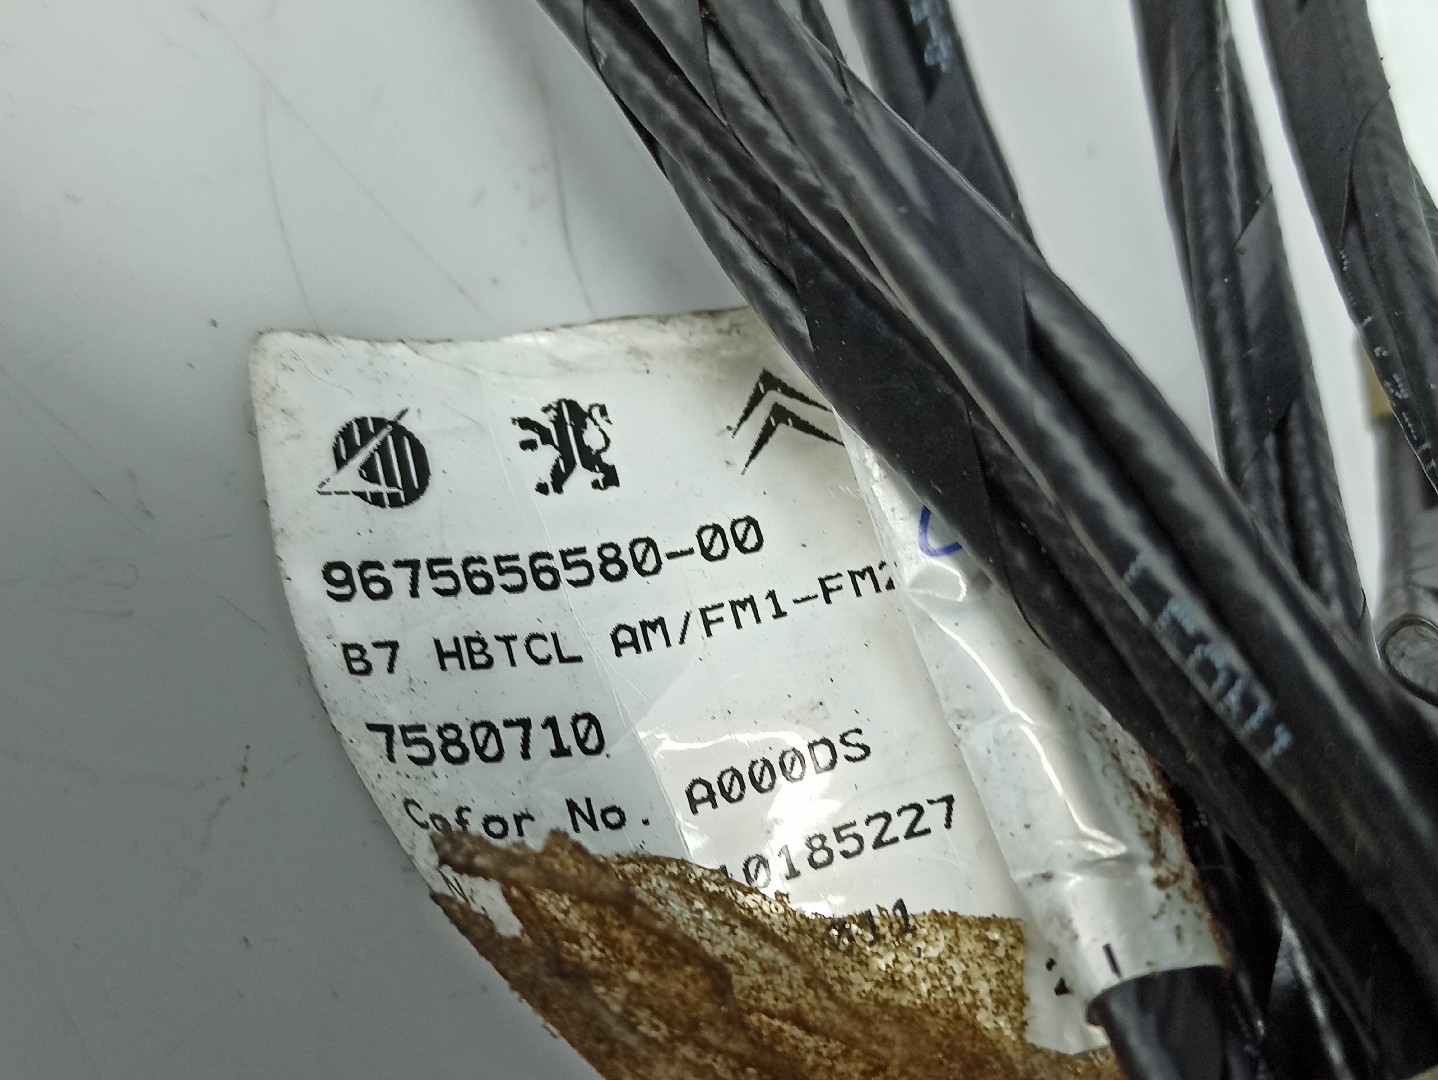 9675656580-00
B7 HBTCL AM/FM1-FM2
7580710
Cofor No. A000DS
10185227